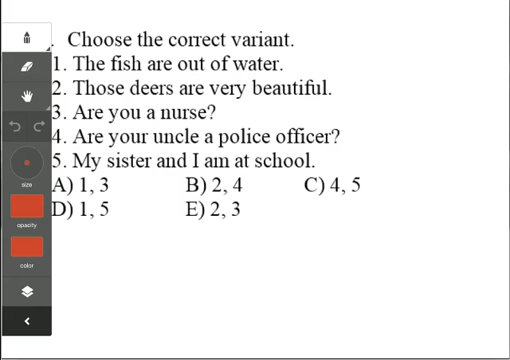 . Choose the correct variant.
1. The fish are out of water.
2. Those deers are very beautiful.
3. Are you a nurse?
4. Are your uncle a police officer?
5. My sister and I am at school.
A) 1, 3 B) 2, 4 C) 4, 5
D) 1, 5 E) 2, 3
size
opacity
color